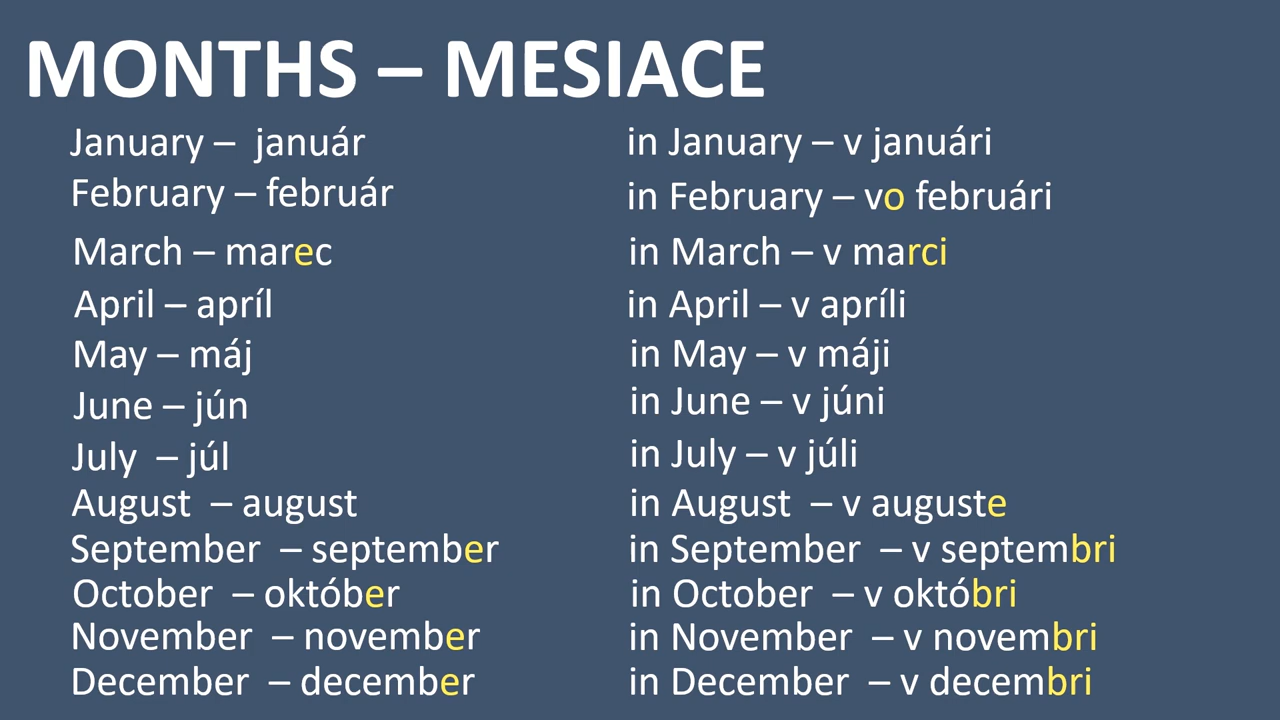 MONTHS – MESIACE
January – január
February – február
March – marec
April – apríl
May – máj
June – jún
July – júl
August – august
September – september
October – október
November – november
December – december
in January – v januári
in February – vo februári
in March – v marci
in April – v apríli
in May – v máji
in June – v júni
in July – v júli
in August – v auguste
in September – v septembri
in October – v októbri
in November – v novembri
in December – v decembri